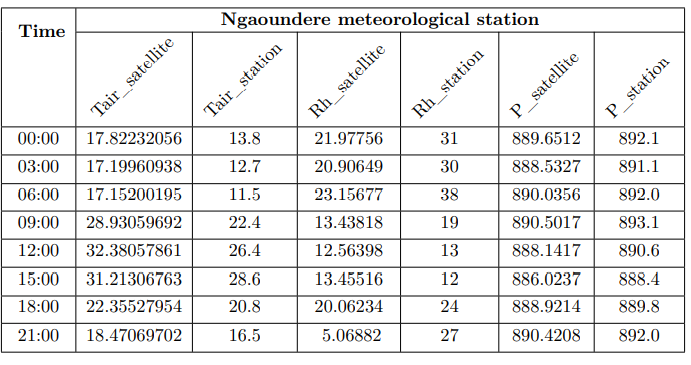 Ngaoundere meteorological station
Time Tair_satellite Tair_station Rh_satellite Rh_station P_satellite P_station
00:00 17.82232056 13.8 21.97756 31 889.6512 892.1
03:00 17.19960938 12.7 20.90649 30 888.5327 891.1
06:00 17.15200195 11.5 23.15677 38 890.0356 892.0
09:00 28.93059692 22.4 13.43818 19 890.5017 893.1
12:00 32.38057861 26.4 12.56398 13 888.1417 890.6
15:00 31.21306763 28.6 13.45516 12 886.0237 888.4
18:00 22.35527954 20.8 20.06234 24 888.9214 889.8
21:00 18.47069702 16.5 5.06882 27 890.4208 892.0